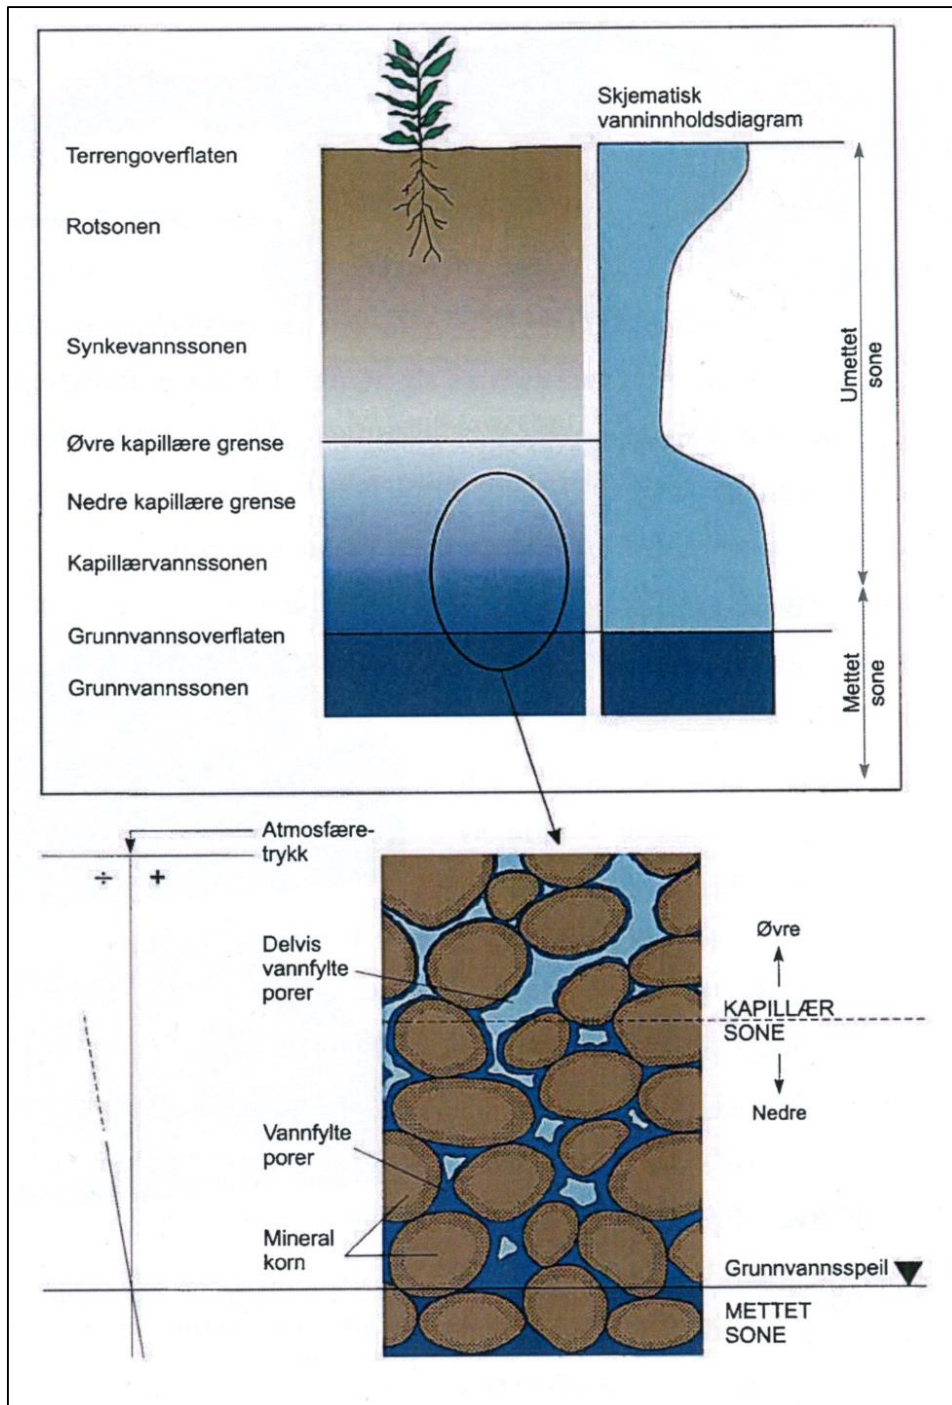 Skjematisk
vanninnholdsdiagram
Terrengoverflaten
Rotsonen
Synkevannssonen
Øvre kapillære grense
Nedre kapillære grense
Kapillærvannssonen
Grunnvannsoverflaten
Grunnvannssonen
Umettet
sone
Mettet
sone
Atmosfære-
trykk
÷ +
Delvis
vannfylte
porer
Øvre
KAPILLÆR
SONE
Nedre
Vannfylte
porer
Mineral
korn
Grunnvannsspeil
METTET
SONE